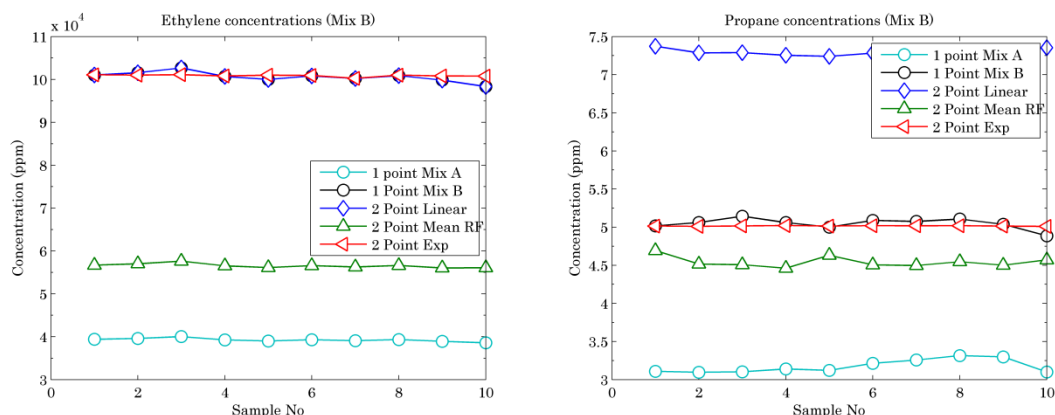 Ethylene concentrations (Mix B)
x 10⁴
11
10
9
8
7
6
5
4
3
0
2
4
6
8
10
Concentration (ppm)
Sample No
1 point Mix A
1 Point Mix B
2 Point Linear
2 Point Mean RF
2 Point Exp
Propane concentrations (Mix B)
7.5
7
6.5
6
5.5
5
4.5
4
3.5
3
0
2
4
6
8
10
Concentration (ppm)
Sample No
1 point Mix A
1 Point Mix B
2 Point Linear
2 Point Mean RF
2 Point Exp